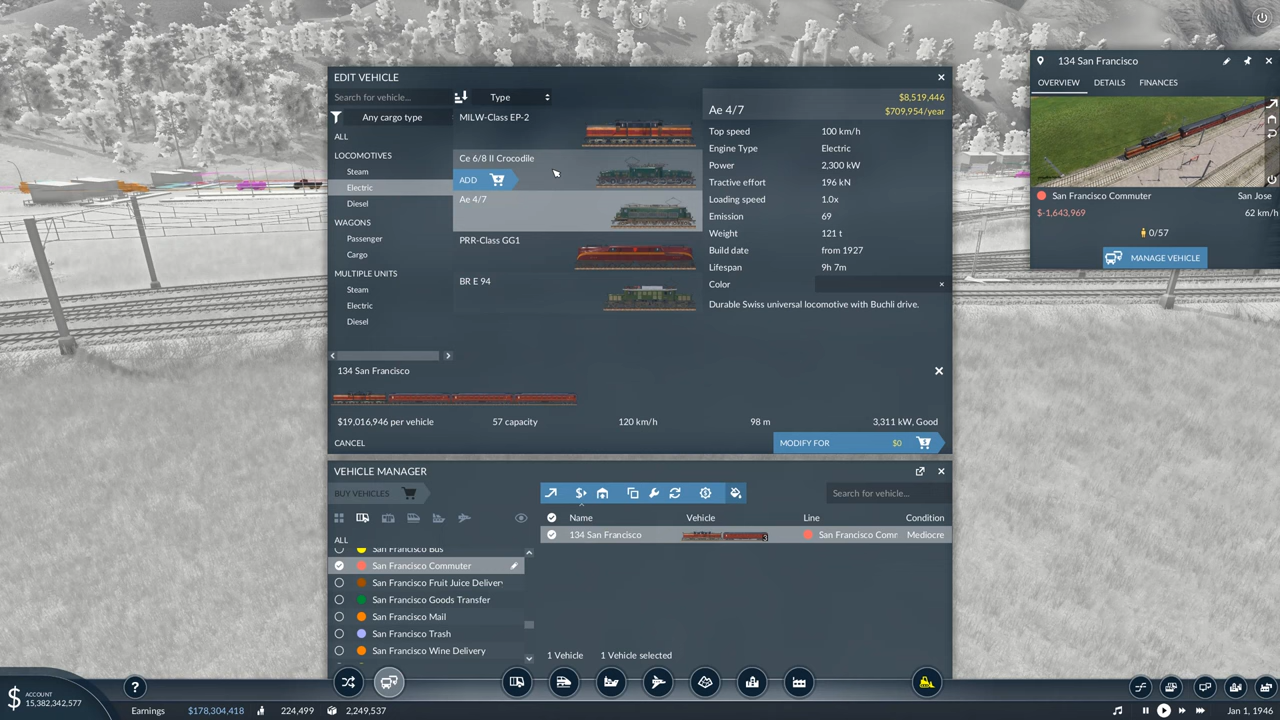 EDIT VEHICLE
Search for vehicle...
Type
Any cargo type
ALL
LOCOMOTIVES
Steam
Electric
Diesel
WAGONS
Passenger
Cargo
MULTIPLE UNITS
Steam
Electric
Diesel
MILW-Class EP-2
Ce 6/8 II Crocodile
ADD
Ae 4/7
PRR-Class GG1
BR E 94
$8,519,446
Ae 4/7
$709,954/year
Top speed 100 km/h
Engine Type Electric
Power 2,300 kW
Tractive effort 196 kN
Loading speed 1.0x
Emission 69
Weight 121 t
Build date from 1927
Lifespan 9h 7m
Color
Durable Swiss universal locomotive with Buchli drive.
134 San Francisco
$19,016,946 per vehicle 57 capacity 120 km/h 98 m 3,311 kW, Good
CANCEL
MODIFY FOR $0
134 San Francisco
OVERVIEW DETAILS FINANCES
San Francisco Commuter San Jose
$-1,643,969 62 km/h
0/57
MANAGE VEHICLE
VEHICLE MANAGER
BUY VEHICLES
Search for vehicle...
ALL
San Francisco Bus
San Francisco Commuter
San Francisco Fruit Juice Deliver
San Francisco Goods Transfer
San Francisco Mail
San Francisco Trash
San Francisco Wine Delivery
Name Vehicle Line Condition
134 San Francisco 3 San Francisco Comr Mediocre
1 Vehicle 1 Vehicle selected
$ ACCOUNT
15,382,342,577
?
Earnings $178,304,418 224,499 2,249,537
Jan 1, 1946